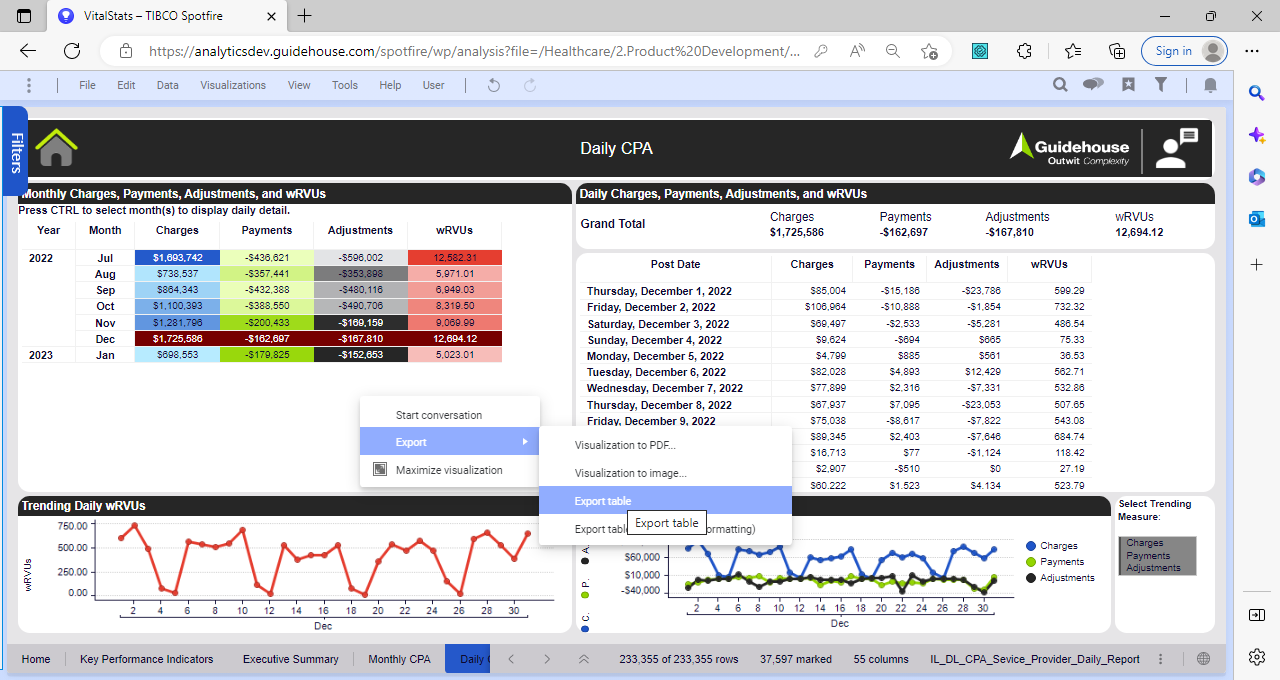 VitalStats – TIBCO Spotfire
https://analyticsdev.guidehouse.com/spotfire/wp/analysis?file=/Healthcare/2.Product%20Development/...
Sign in
File Edit Data Visualizations View Tools Help User
Filters
Daily CPA
Guidehouse
Outwit Complexity
Monthly Charges, Payments, Adjustments, and wRVUs
Press CTRL to select month(s) to display daily detail.
Year Month Charges Payments Adjustments wRVUs
2022 Jul $1,693,742 -$436,621 -$596,002 12,582.31
Aug $738,537 -$357,441 -$353,898 5,971.01
Sep $864,343 -$432,388 -$480,116 6,949.03
Oct $1,100,393 -$388,550 -$490,706 8,319.50
Nov $1,281,796 -$200,433 -$169,159 9,069.99
Dec $1,725,586 -$162,697 -$167,810 12,694.12
2023 Jan $698,553 -$179,825 -$152,653 5,023.01
Daily Charges, Payments, Adjustments, and wRVUs
Charges Payments Adjustments wRVUs
Grand Total $1,725,586 -$162,697 -$167,810 12,694.12
Post Date Charges Payments Adjustments wRVUs
Thursday, December 1, 2022 $85,004 -$15,186 -$23,786 599.29
Friday, December 2, 2022 $106,964 -$10,888 -$1,854 732.32
Saturday, December 3, 2022 $69,497 -$2,533 -$5,281 486.54
Sunday, December 4, 2022 $9,624 -$694 $665 75.33
Monday, December 5, 2022 $4,799 $885 $561 36.53
Tuesday, December 6, 2022 $82,028 $4,893 $12,429 562.71
Wednesday, December 7, 2022 $77,899 $2,316 -$7,331 532.86
Thursday, December 8, 2022 $67,937 $7,095 -$23,053 507.65
Friday, December 9, 2022 $75,038 -$8,617 -$7,822 543.08
$89,345 $2,403 -$7,646 684.74
$16,713 $77 -$1,124 118.42
$2,907 -$510 $0 27.19
$60,222 $1,523 $4,134 523.79
Start conversation
Export
Maximize visualization
Visualization to PDF...
Visualization to image...
Export table
Export table
ormatting)
Export table
Trending Daily wRVUs
wRVUs
750.00
500.00
250.00
0.00
2 4 6 8 10 12 14 16 18 20 22 24 26 28 30
Dec
A.
P.
C.
$60,000
$10,000
-$40,000
2 4 6 8 10 12 14 16 18 20 22 24 26 28 30
Dec
Charges
Payments
Adjustments
Select Trending
Measure:
Charges
Payments
Adjustments
Home Key Performance Indicators Executive Summary Monthly CPA Daily C 233,355 of 233,355 rows 37,597 marked 55 columns IL_DL_CPA_Sevice_Provider_Daily_Report